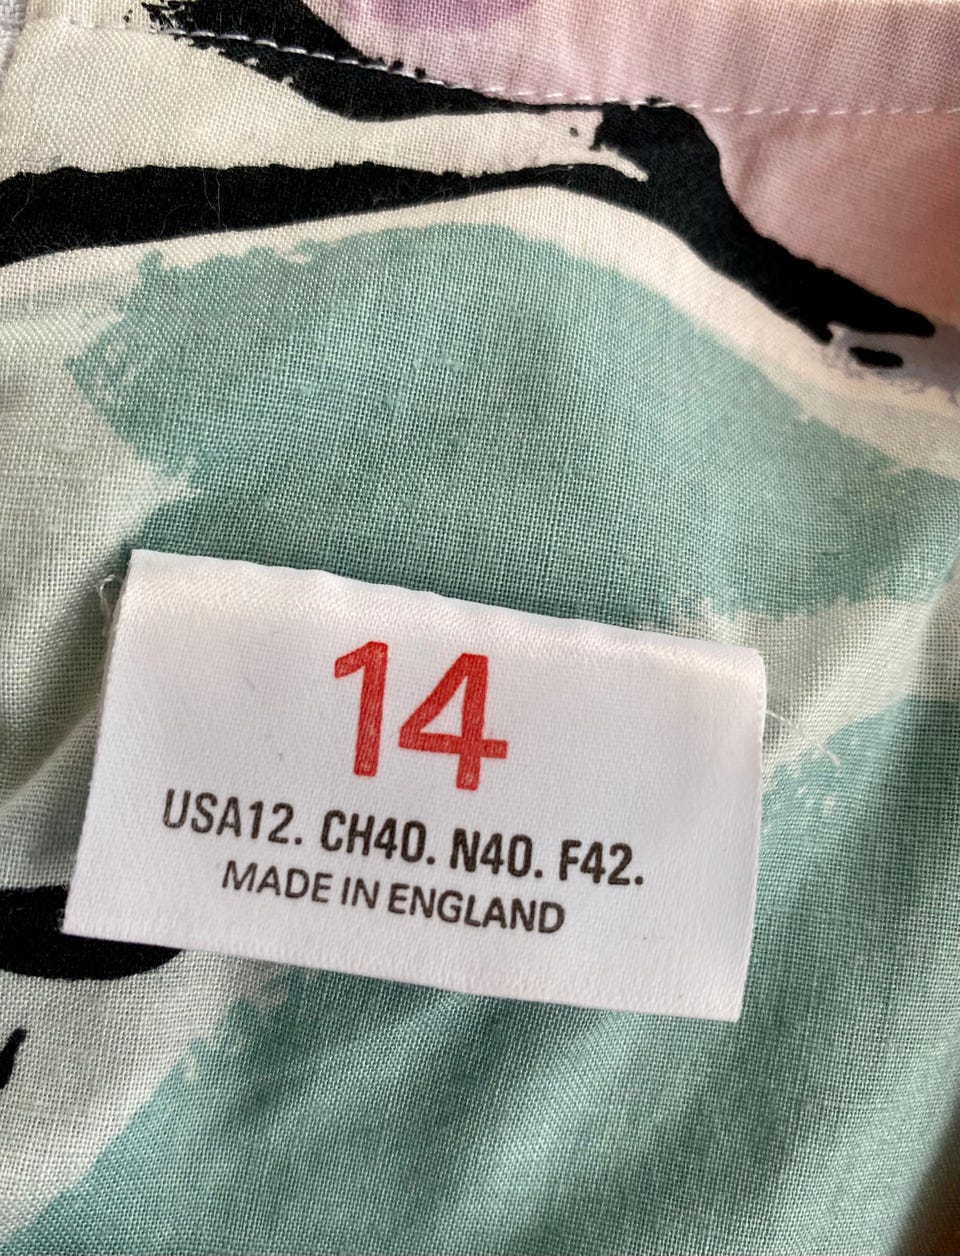 14
USA12. CH40. N40. F42.
MADE IN ENGLAND